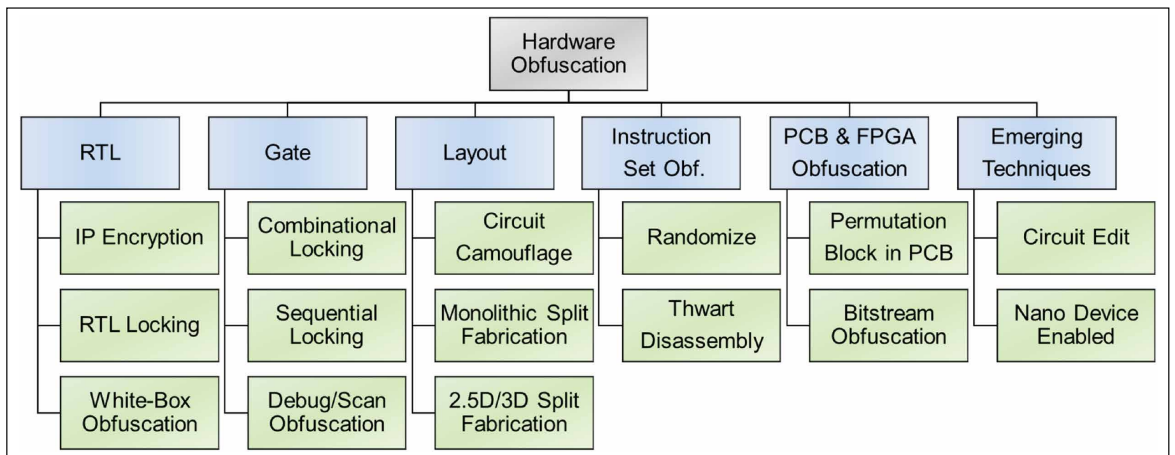 Hardware
Obfuscation
RTL
Gate
Layout
Instruction
Set Obf.
PCB & FPGA
Obfuscation
Emerging
Techniques
IP Encryption
Combinational
Locking
Circuit
Camouflage
Randomize
Permutation
Block in PCB
Circuit Edit
RTL Locking
Sequential
Locking
Monolithic Split
Fabrication
Thwart
Disassembly
Bitstream
Obfuscation
Nano Device
Enabled
White-Box
Obfuscation
Debug/Scan
Obfuscation
2.5D/3D Split
Fabrication